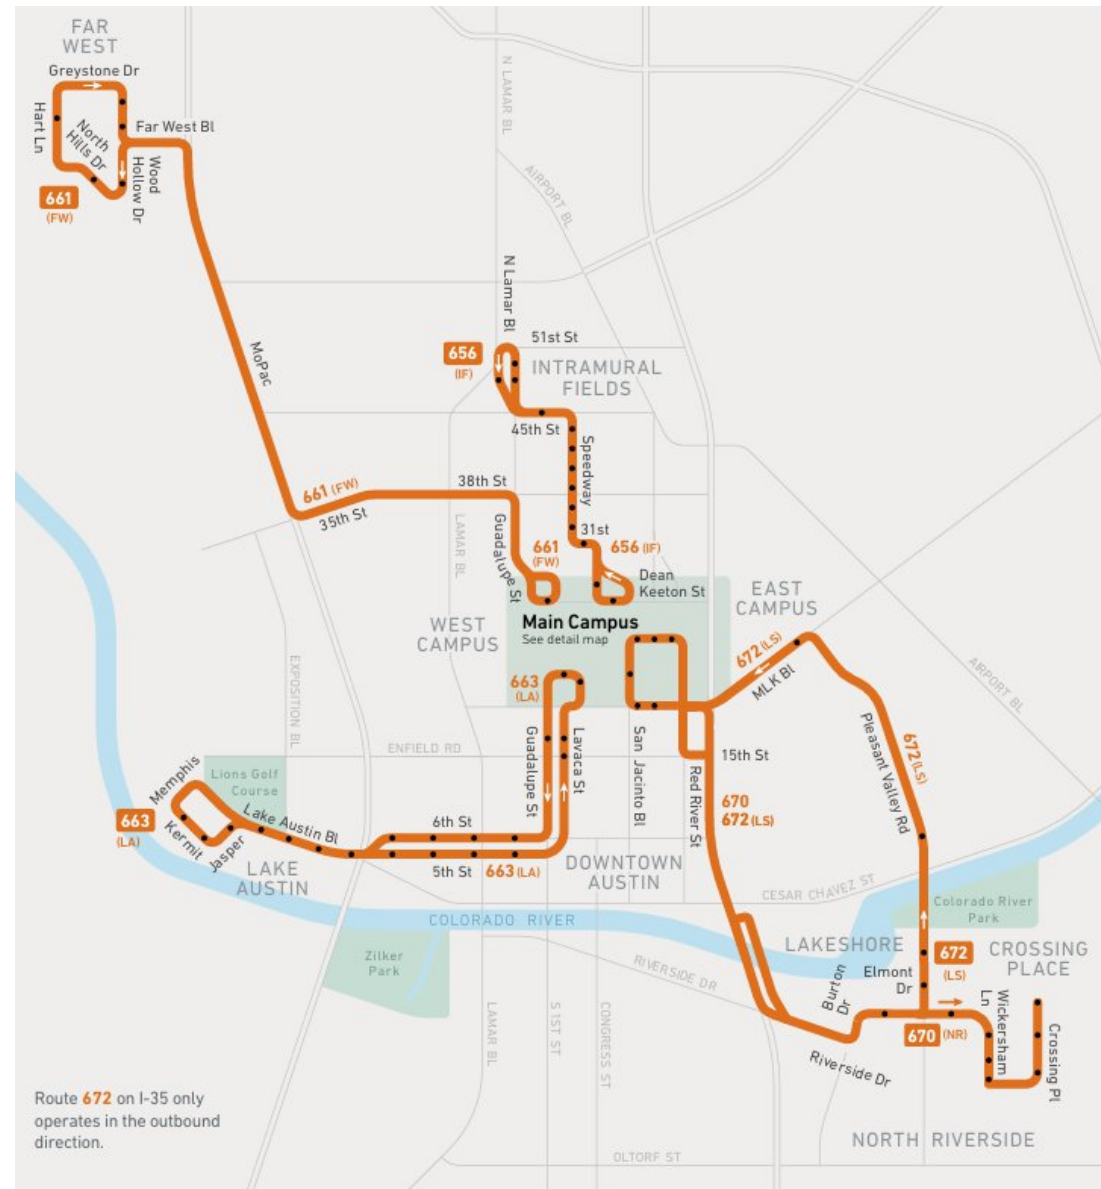 FAR
WEST
Greystone Dr
Hart Ln
North
Hills Dr
Far West Bl
Wood
Hollow Dr
661
(FW)
N LAMAR BL
AIRPORT BL
MoPac
N Lamar Bl
51st St
656
(IF)
INTRAMURAL
FIELDS
45th St
Speedway
661 (FW)
35th St
38th St
Guadalupe St
LAMAR BL
31st
661
(FW)
656 (IF)
Dean
Keeton St
EAST
CAMPUS
WEST
CAMPUS
Main Campus
See detail map
672 (LS)
MLK Bl
AIRPORT BL
EXPOSITION BL
663
(LA)
ENFIELD RD
Guadalupe St
Lavaca St
San Jacinto Bl
Red River St
15th St
Pleasant Valley Rd
672 (LS)
Memphis
Lions Golf
Course
Lake Austin Bl
663
(LA)
Kermit
Jasper
670
672 (LS)
6th St
5th St
663 (LA)
LAKE
AUSTIN
DOWNTOWN
AUSTIN
CESAR CHAVEZ ST
COLORADO RIVER
Colorado River
Park
Zilker
Park
RIVERSIDE DR
LAKESHORE
CROSSING
PLACE
672
(LS)
Elmont
Dr
Burton
Dr
Wickersham
Ln
670 (NR)
Crossing Pl
LAMAR BL
S 1ST ST
CONGRESS ST
Riverside Dr
Route 672 on I-35 only
operates in the outbound
direction.
NORTH RIVERSIDE
OLTORF ST